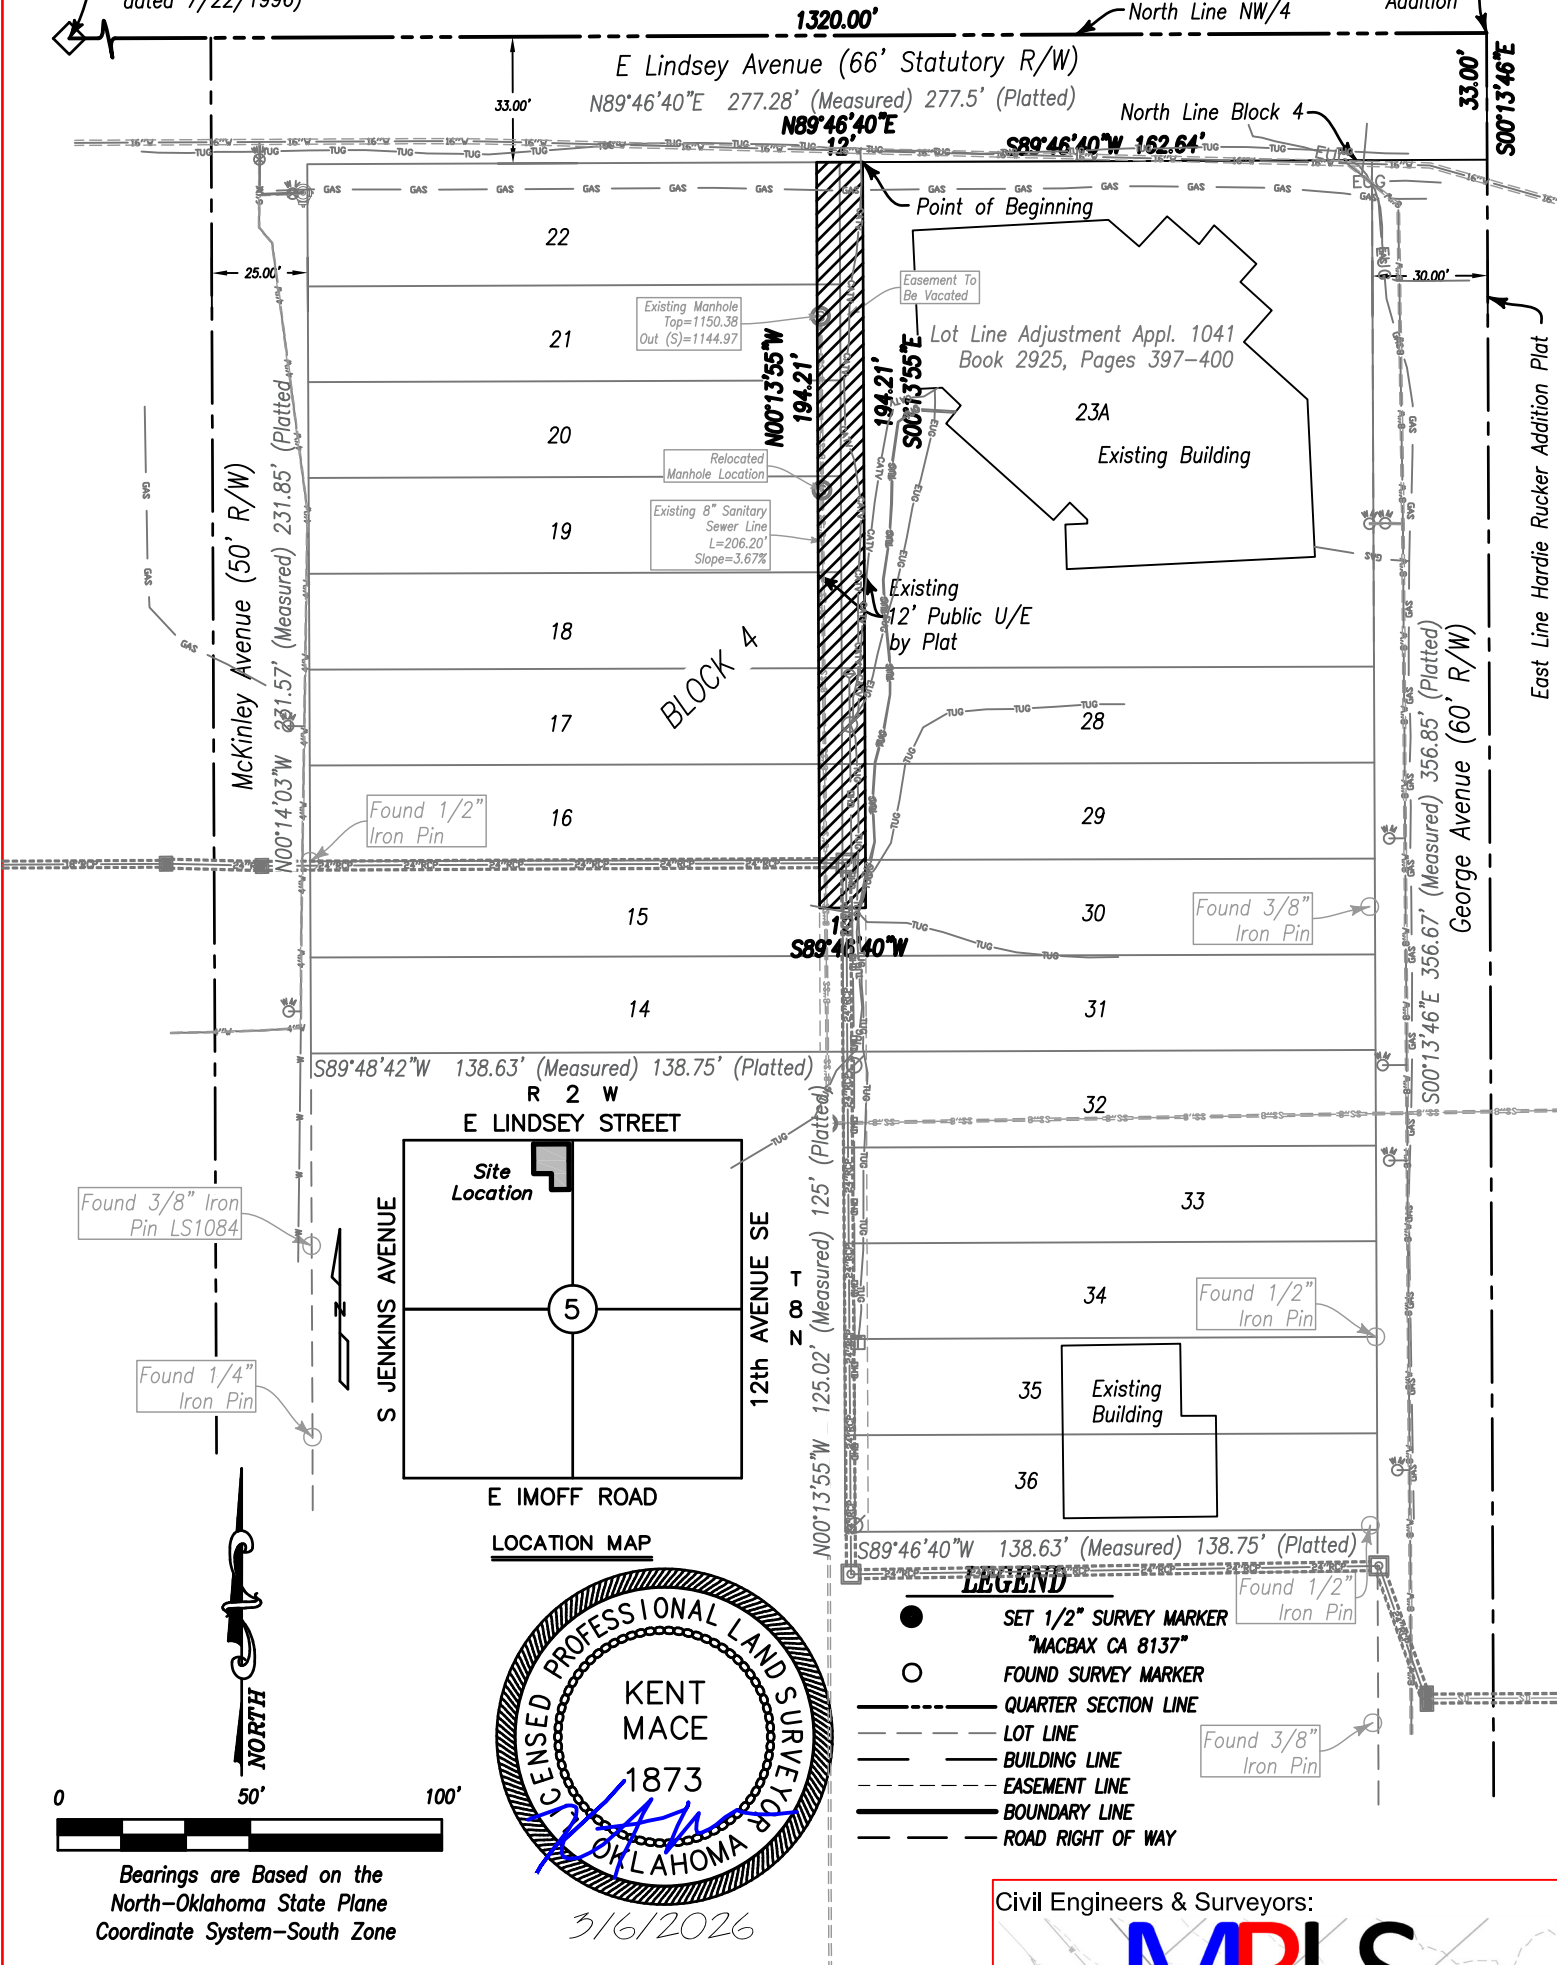 dated 7/22/1996)
1320.00'
North Line NW/4
Addition
E Lindsey Avenue (66' Statutory R/W)
33.00'
N89°46'40"E 277.28' (Measured) 277.5' (Platted)
33.00'
S00°13'46"E
North Line Block 4
N89°46'40"E
12'
S89°46'40"W 162.64'
Point of Beginning
22
25.00'
30.00'
Easement To
Be Vacated
Existing Manhole
Top=1150.38
Out (S)=1144.97
21
N00°13'55"W
194.21'
194.21'
S00°13'55"E
Lot Line Adjustment Appl. 1041
Book 2925, Pages 397-400
23A
Existing Building
East Line Hardie Rucker Addition Plat
20
Relocated
Manhole Location
19
Existing 8" Sanitary
Sewer Line
L=206.20'
Slope=3.67%
Existing
12' Public U/E
by Plat
McKinley Avenue (50' R/W)
N00°14'03"W 231.57' (Measured) 231.85' (Platted)
18
BLOCK 4
17
28
George Avenue (60' R/W)
S00°13'46"E 356.67' (Measured) 356.85' (Platted)
Found 1/2"
Iron Pin
16
29
24"RCP
15
30
Found 3/8"
Iron Pin
12'
S89°46'40"W
14
31
S89°48'42"W 138.63' (Measured) 138.75' (Platted)
32
R 2 W
E LINDSEY STREET
Site
Location
S JENKINS AVENUE
5
12th AVENUE SE
T
8
N
E IMOFF ROAD
LOCATION MAP
N
Found 3/8" Iron
Pin LS1084
Found 1/4"
Iron Pin
N00°13'55"W 125.02' (Measured) 125' (Platted)
33
34
Found 1/2"
Iron Pin
35
Existing
Building
36
S89°46'40"W 138.63' (Measured) 138.75' (Platted)
Found 1/2"
Iron Pin
LEGEND
SET 1/2" SURVEY MARKER
"MACBAX CA 8137"
FOUND SURVEY MARKER
QUARTER SECTION LINE
LOT LINE
BUILDING LINE
EASEMENT LINE
BOUNDARY LINE
ROAD RIGHT OF WAY
Found 3/8"
Iron Pin
NORTH
0 50' 100'
Bearings are Based on the
North-Oklahoma State Plane
Coordinate System-South Zone
LICENSED PROFESSIONAL LAND SURVEYOR
KENT
MACE
1873
OKLAHOMA
3/6/2026
Civil Engineers & Surveyors: